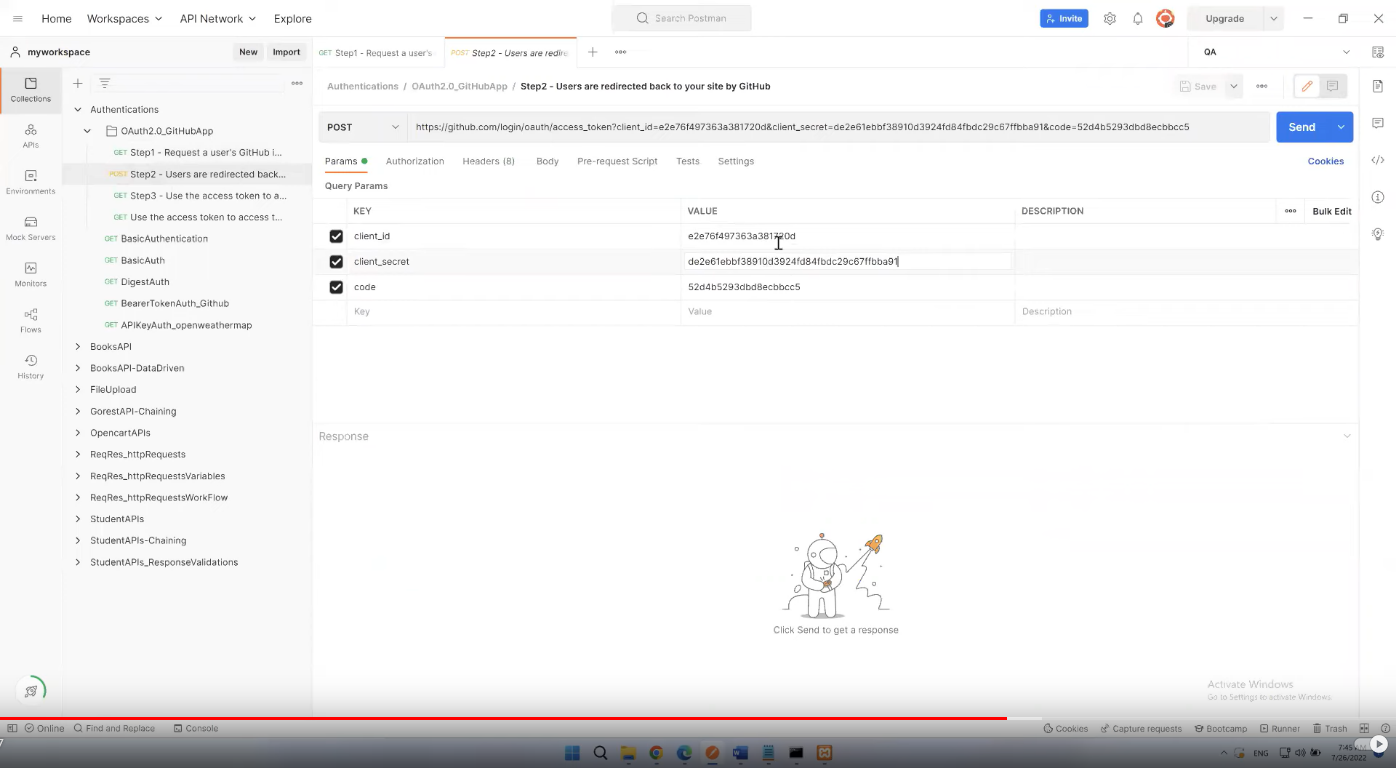 Home Workspaces API Network Explore Search Postman Invite Upgrade
myworkspace New Import GET Step1 - Request a user's POST Step2 - Users are redire QA
Authentications / OAuth2.0_GitHubApp / Step2 - Users are redirected back to your site by GitHub Save
Collections
APIs
Environments
Mock Servers
Monitors
Flows
History
Authentications
OAuth2.0_GitHubApp
GET Step1 - Request a user's GitHub i...
POST Step2 - Users are redirected back...
GET Step3 - Use the access token to a...
GET Use the access token to access t...
GET BasicAuthentication
GET BasicAuth
GET DigestAuth
GET BearerTokenAuth_Github
GET APIKeyAuth_openweathermap
BooksAPI
BooksAPI-DataDriven
FileUpload
GorestAPI-Chaining
OpencartAPIs
ReqRes_httpRequests
ReqRes_httpRequestsVariables
ReqRes_httpRequestsWorkFlow
StudentAPIs
StudentAPIs-Chaining
StudentAPIs_ResponseValidations
POST https://github.com/login/oauth/access_token?client_id=e2e76f497363a381720d&client_secret=de2e61ebbf38910d3924fd84fbdc29c67ffbba91&code=52d4b5293dbd8ecbbcc5 Send
Params Authorization Headers (8) Body Pre-request Script Tests Settings Cookies
Query Params
KEY VALUE DESCRIPTION Bulk Edit
client_id e2e76f497363a381720d
client_secret de2e61ebbf38910d3924fd84fbdc29c67ffbba91
code 52d4b5293dbd8ecbbcc5
Key Value Description
Response
Click Send to get a response
Activate Windows
Go to Settings to activate Windows.
Online Find and Replace Console Cookies Capture requests Bootcamp Runner Trash
ENG 7:45
7/26/2022